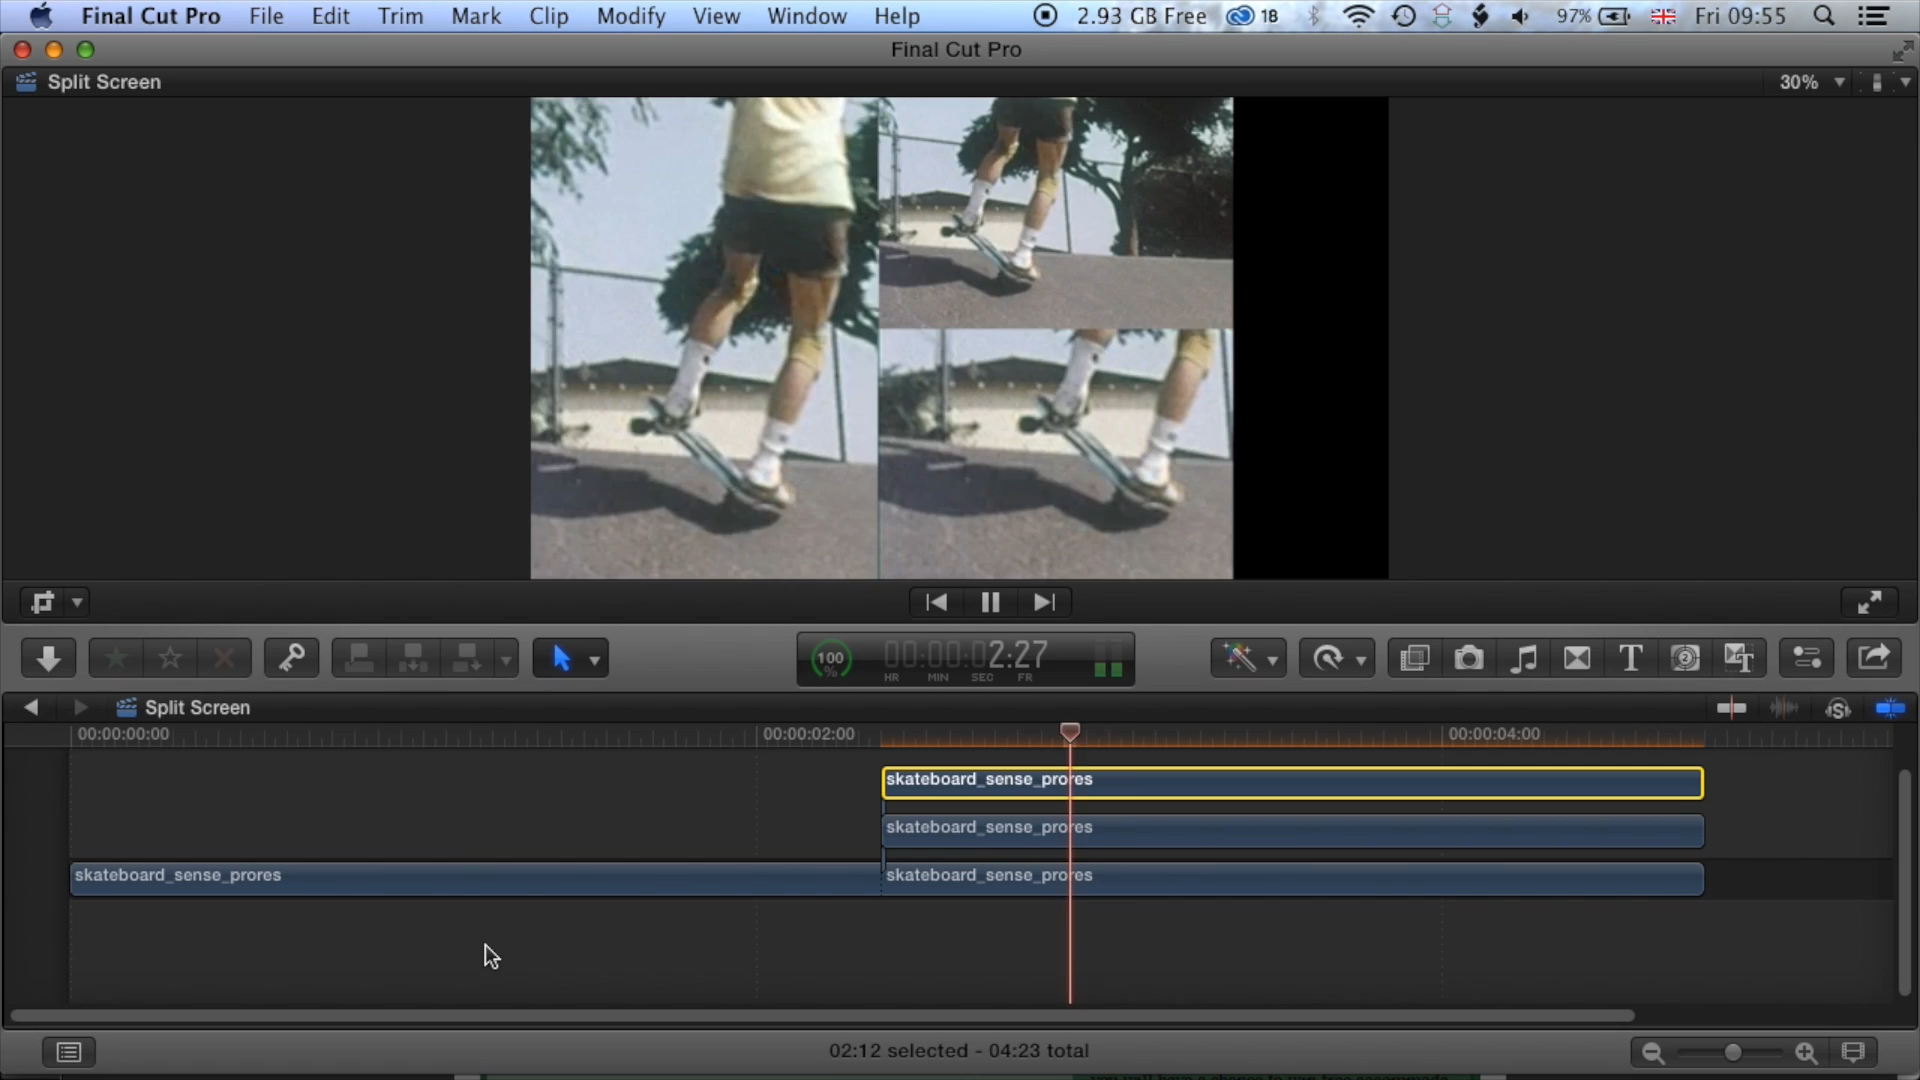 Final Cut Pro File Edit Trim Mark Clip Modify View Window Help 2.93 GB Free 18 97% Fri 09:55
Final Cut Pro
Split Screen 30%
100 % 00:00:02:27
HR MIN SEC FR
Split Screen
00:00:00:00 00:00:02:00 00:00:04:00
skateboard_sense_prores
skateboard_sense_prores
skateboard_sense_prores skateboard_sense_prores
02:12 selected - 04:23 total